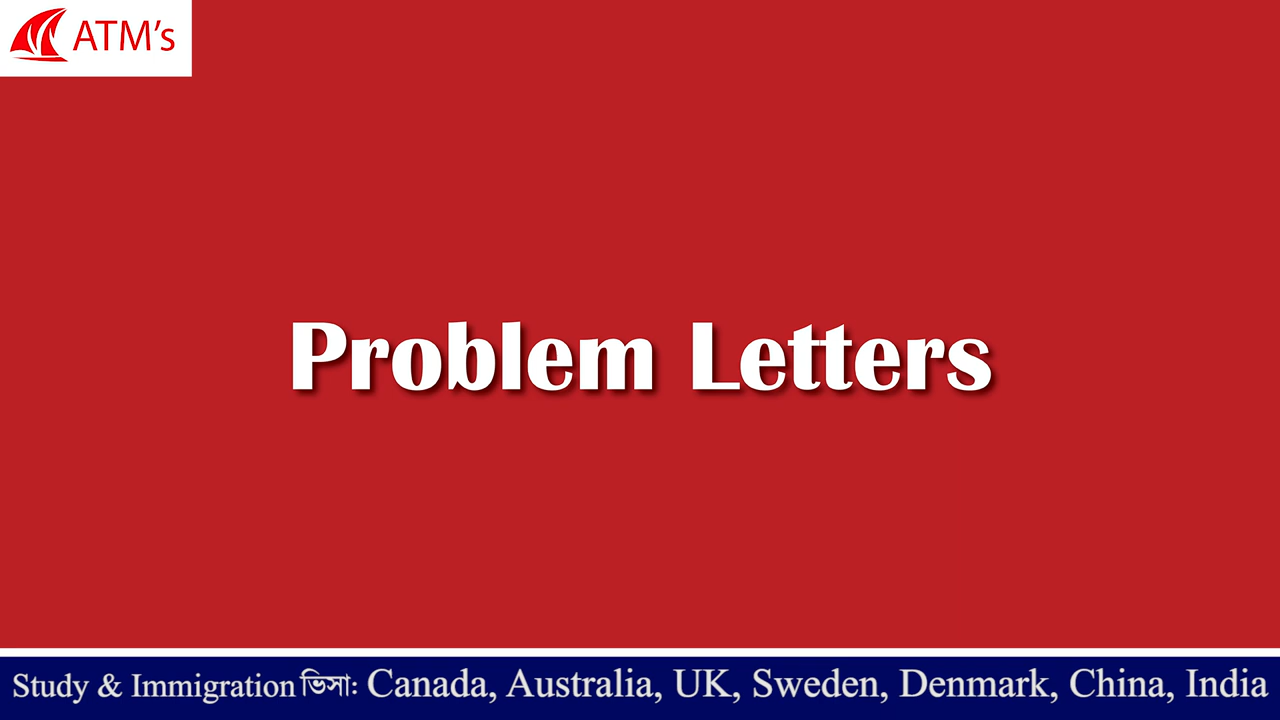 ATM's
Problem Letters
Study & Immigration ভিসা: Canada, Australia, UK, Sweden, Denmark, China, India